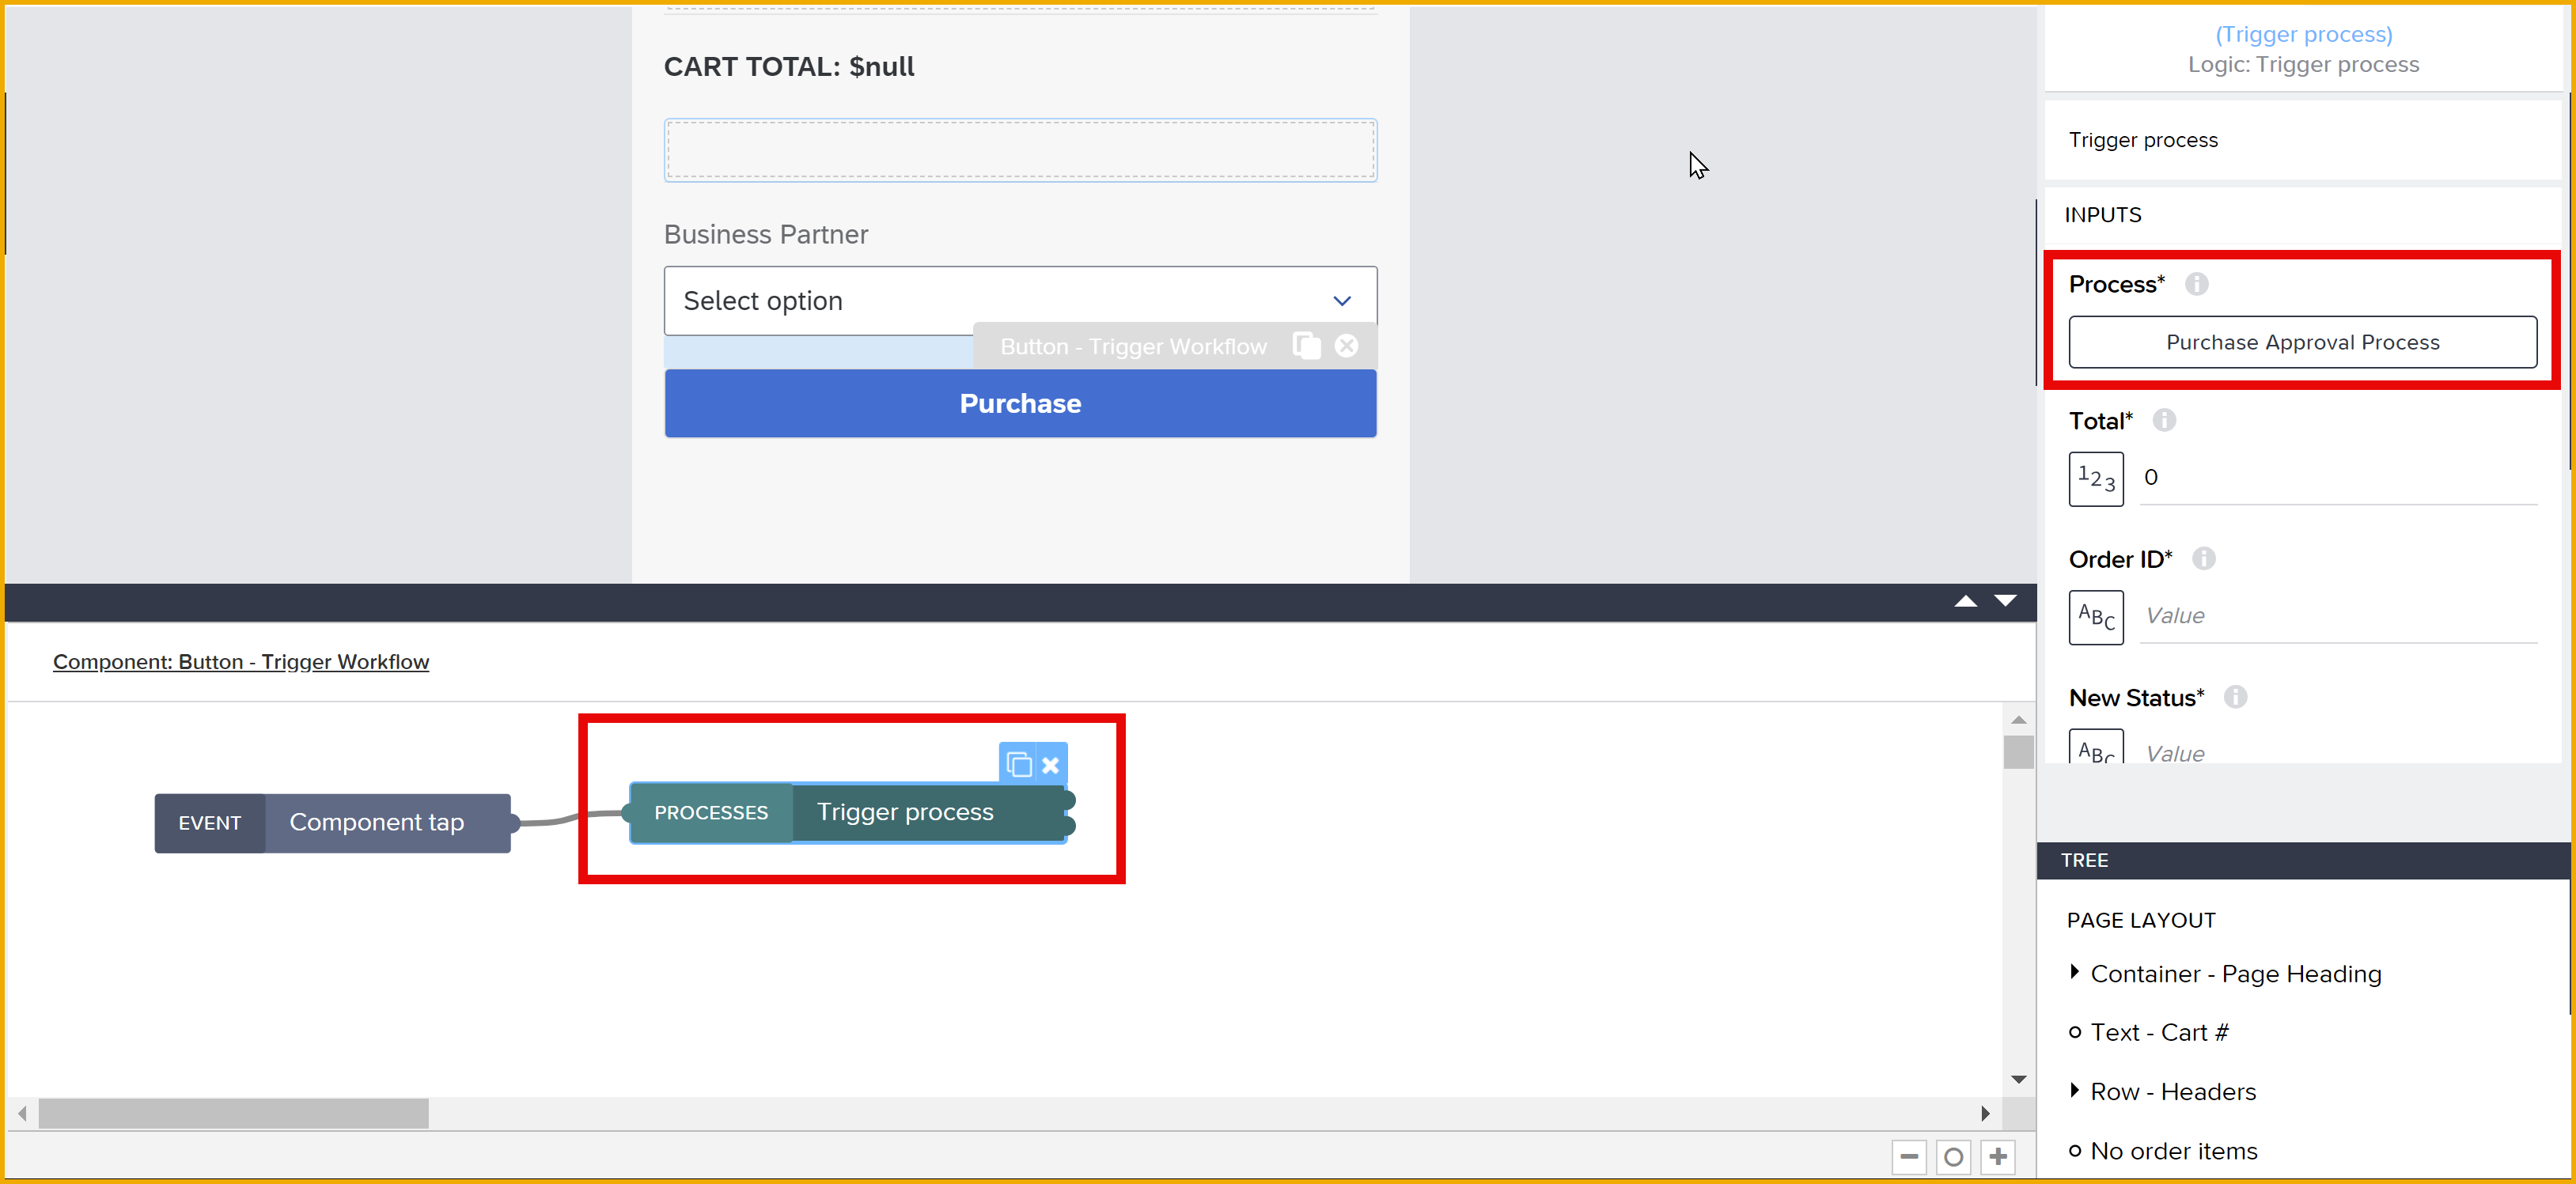 CART TOTAL: $null
Business Partner
Select option
Button - Trigger Workflow
Purchase
Component: Button - Trigger Workflow
EVENT Component tap
PROCESSES Trigger process
(Trigger process)
Logic: Trigger process
Trigger process
INPUTS
Process*
Purchase Approval Process
Total*
123 0
Order ID*
ABC Value
New Status*
ABC Value
TREE
PAGE LAYOUT
Container - Page Heading
Text - Cart #
Row - Headers
No order items